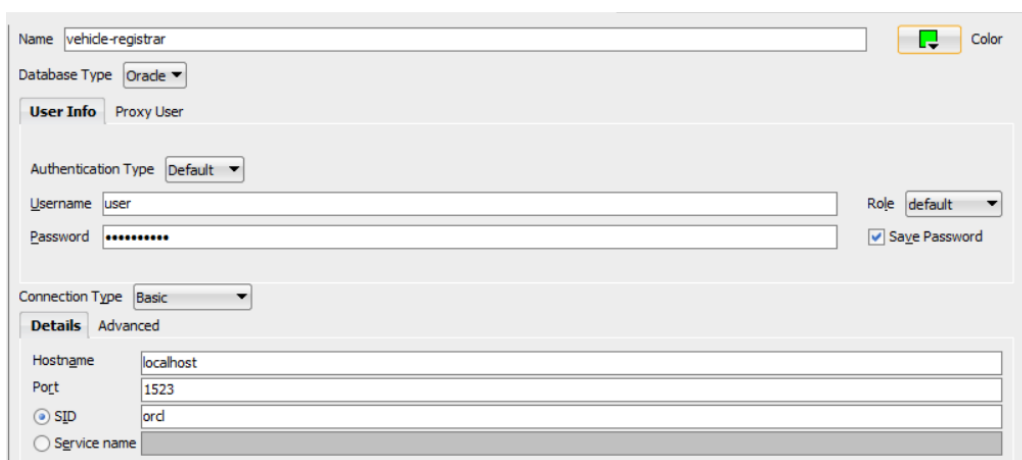 Name vehicle-registrar Color
Database Type Oracle
User Info Proxy User
Authentication Type Default
Username user Role default
Password •••••••••• Save Password
Connection Type Basic
Details Advanced
Hostname localhost
Port 1523
SID orcl
Service name